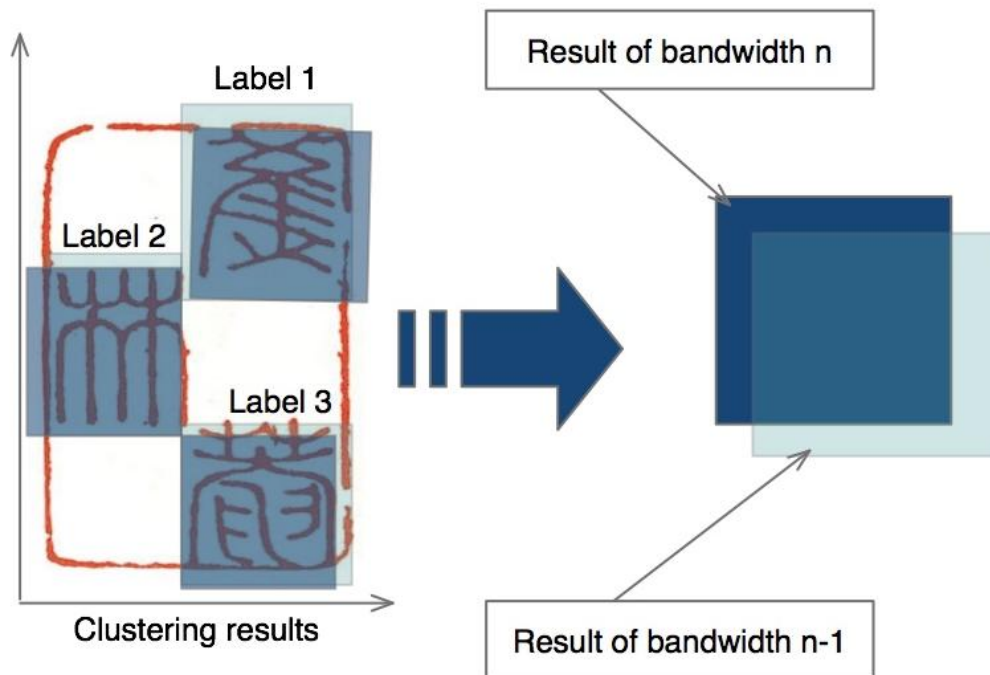 Label 1
Label 2
Label 3
Clustering results
Result of bandwidth n
Result of bandwidth n-1